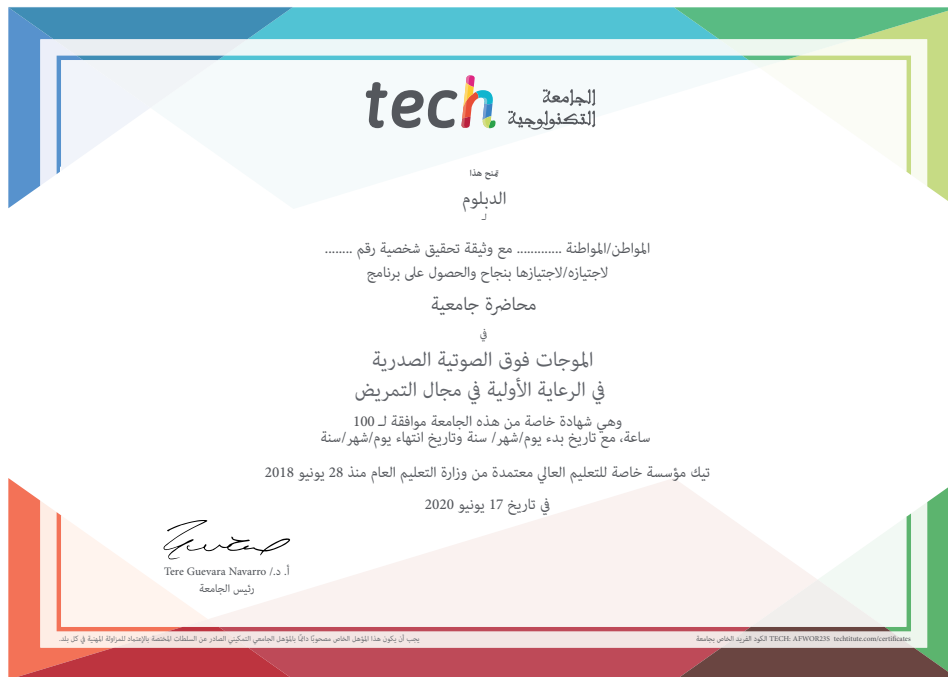 tech الجامعة
التكنولوجية
تمنح هذا
الدبلوم
لـ
المواطن/المواطنة ............. مع وثيقة تحقيق شخصية رقم ........
لاجتيازه/لاجتيازها بنجاح والحصول على برنامج
محاضرة جامعية
في
الموجات فوق الصوتية الصدرية
في الرعاية الأولية في مجال التمريض
وهي شهادة خاصة من هذه الجامعة موافقة لـ 100
ساعة، مع تاريخ بدء يوم/شهر/ سنة وتاريخ انتهاء يوم/شهر/سنة
تيك مؤسسة خاصة للتعليم العالي معتمدة من وزارة التعليم العام منذ 28 يونيو 2018
في تاريخ 17 يونيو 2020
أ. د./ Tere Guevara Navarro
رئيس الجامعة
يجب أن يكون هذا المؤهل الخاص مصحوبًا دائمًا بالمؤهل الجامعي التمكيني الصادر عن السلطات المختصة بالإعتماد للمزاولة المهنية في كل بلد.
الكود الفريد الخاص بجامعة TECH: AFWOR23S techtitute.com/certificates